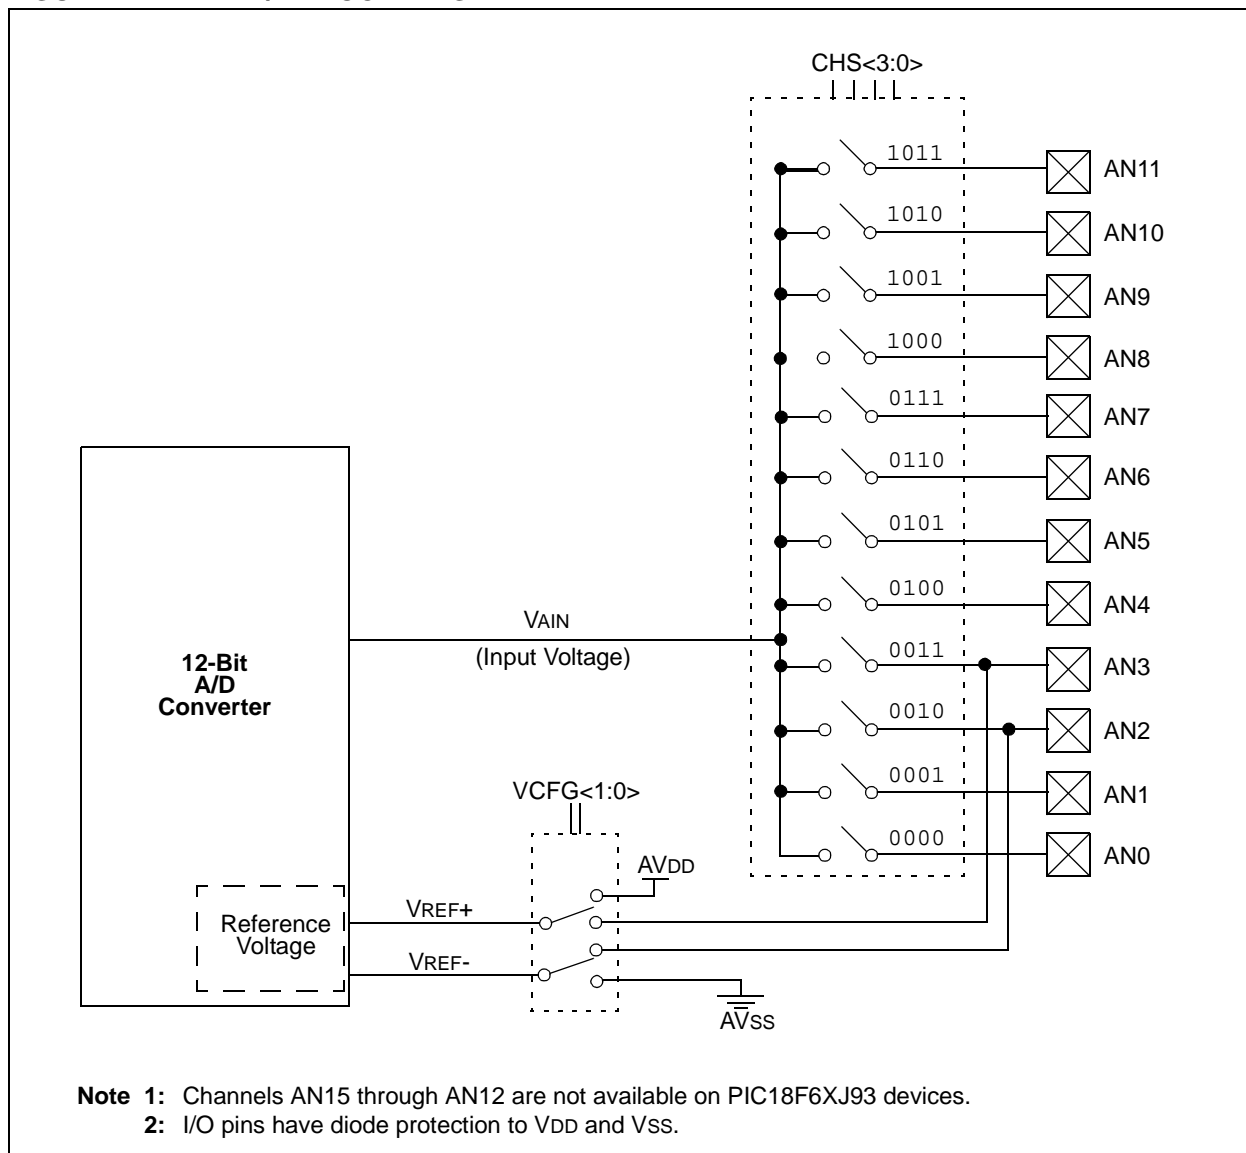 CHS<3:0>
1011 AN11
1010 AN10
1001 AN9
1000 AN8
0111 AN7
0110 AN6
0101 AN5
0100 AN4
VAIN
(Input Voltage)
0011 AN3
12-Bit
A/D
Converter
0010 AN2
VCFG<1:0>
0001 AN1
0000 AN0
AVDD
Reference
Voltage
VREF+
VREF-
AVSS
Note 1: Channels AN15 through AN12 are not available on PIC18F6XJ93 devices.
2: I/O pins have diode protection to VDD and VSS.